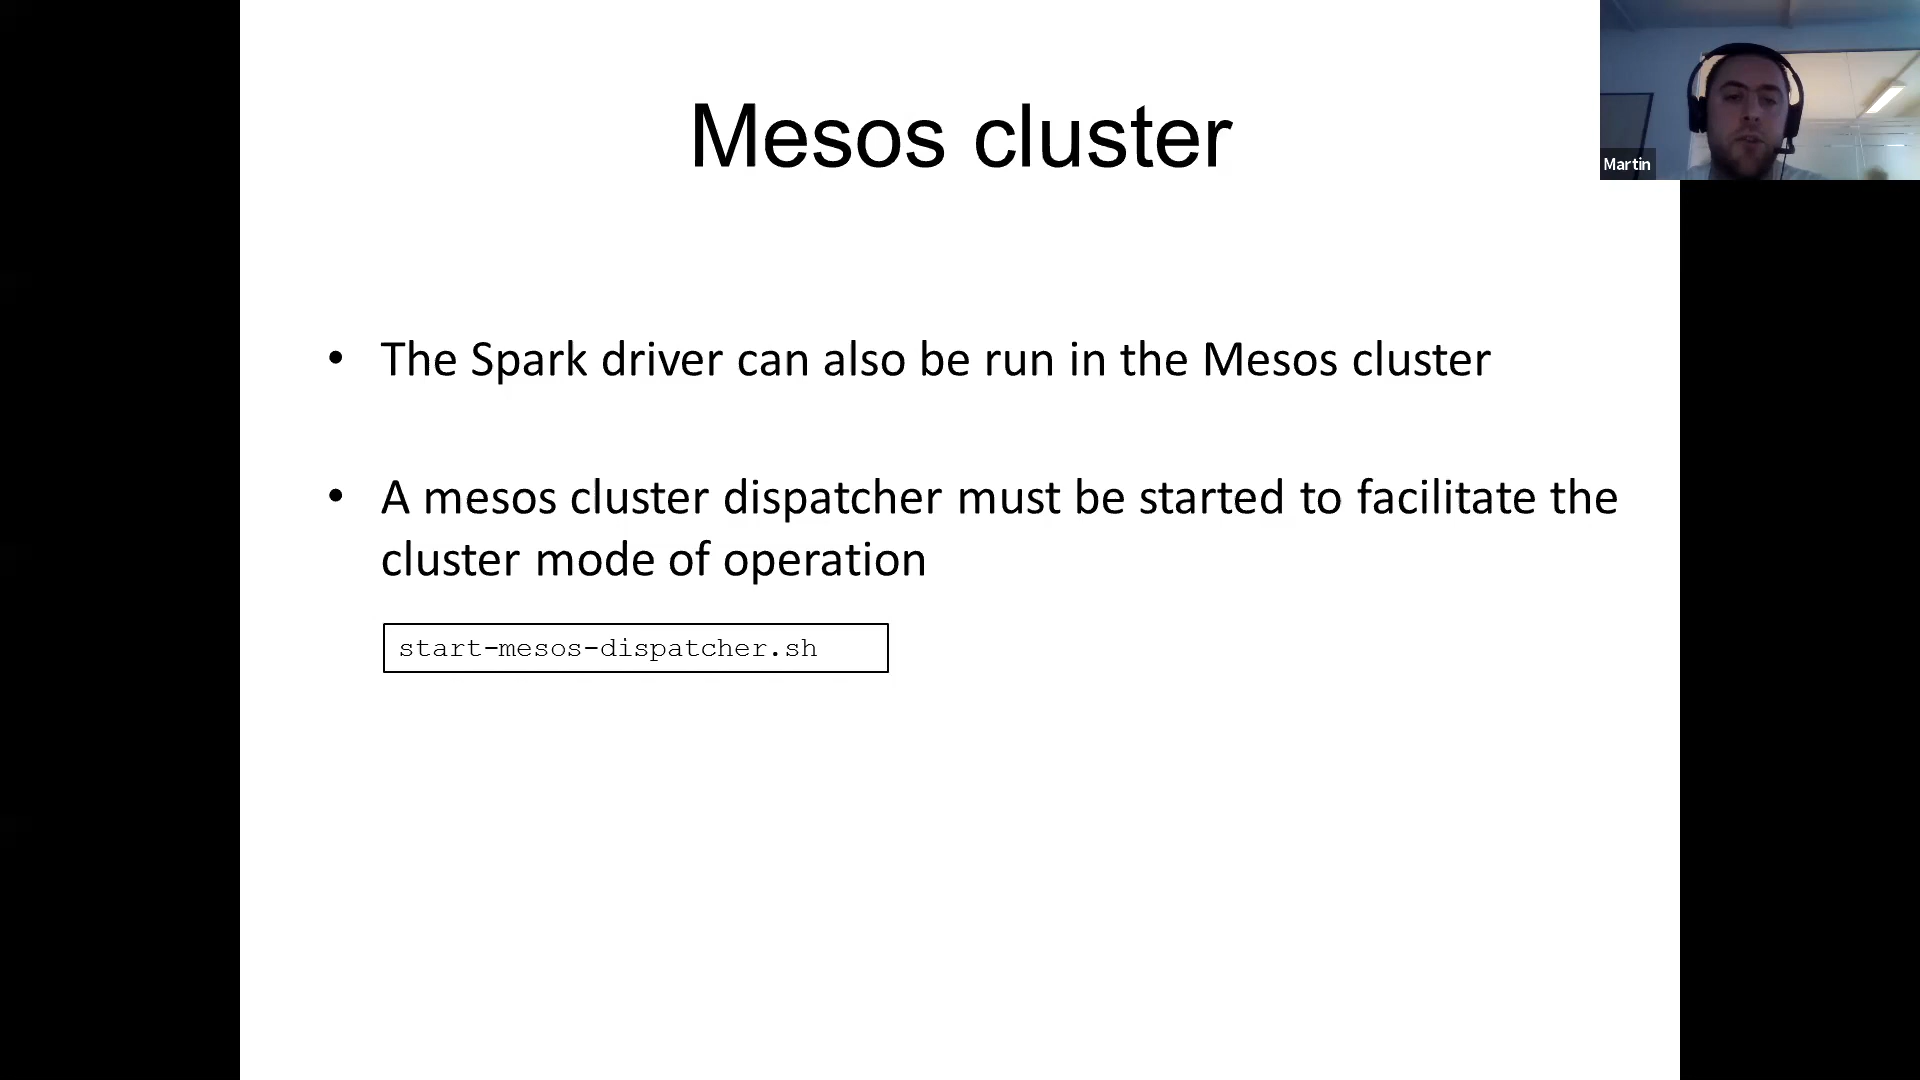 Mesos cluster
Martin
• The Spark driver can also be run in the Mesos cluster
• A mesos cluster dispatcher must be started to facilitate the
cluster mode of operation
start-mesos-dispatcher.sh